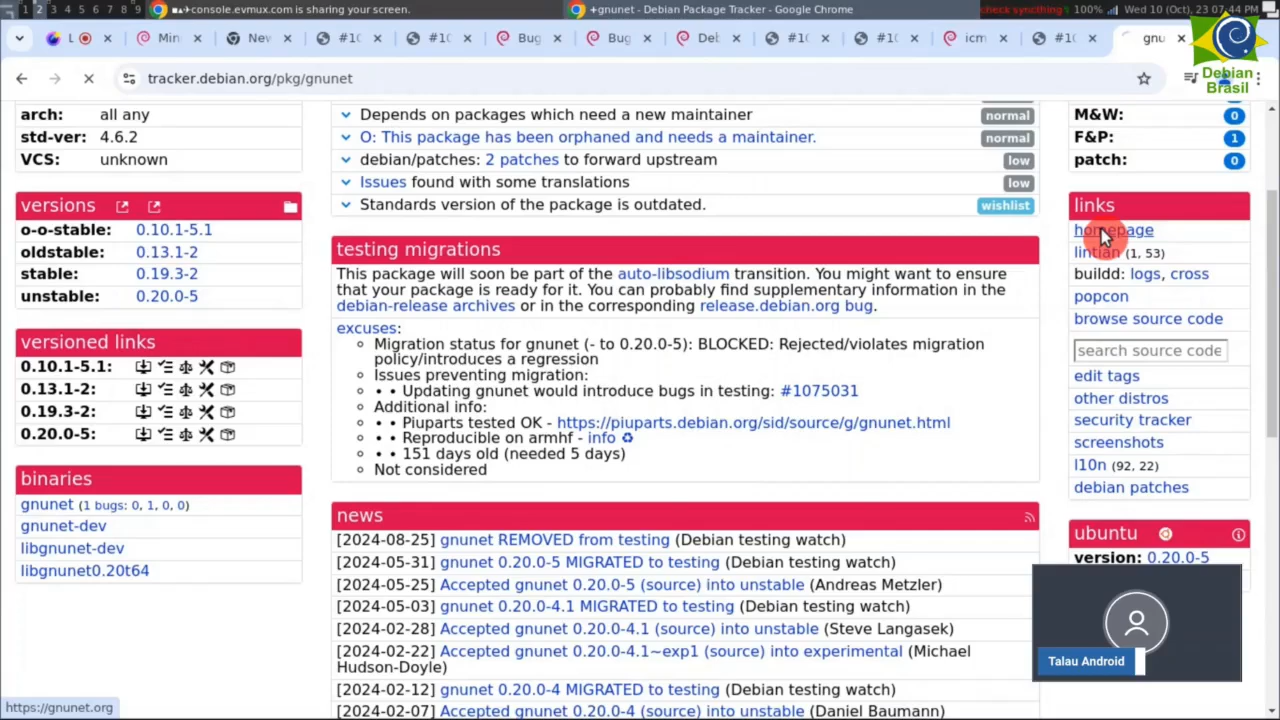 1 2 3 4 5 6 7 8 9
console.evmux.com is sharing your screen.
gnunet - Debian Package Tracker - Google Chrome
check syncthing
100%
Wed 10 (Oct), 23 07:44 PM
L
Min
New
#10
#10
Bug
Bug
Deb
#10
#10
icm
#10
gnu
tracker.debian.org/pkg/gnunet
Debian
Brasil
arch: all any
std-ver: 4.6.2
VCS: unknown
versions
o-o-stable: 0.10.1-5.1
oldstable: 0.13.1-2
stable: 0.19.3-2
unstable: 0.20.0-5
versioned links
0.10.1-5.1:
0.13.1-2:
0.19.3-2:
0.20.0-5:
binaries
gnunet (1 bugs: 0, 1, 0, 0)
gnunet-dev
libgnunet-dev
libgnunet0.20t64
Depends on packages which need a new maintainer normal
O: This package has been orphaned and needs a maintainer. normal
debian/patches: 2 patches to forward upstream low
Issues found with some translations low
Standards version of the package is outdated. wishlist
testing migrations
This package will soon be part of the auto-libsodium transition. You might want to ensure
that your package is ready for it. You can probably find supplementary information in the
debian-release archives or in the corresponding release.debian.org bug.
excuses:
Migration status for gnunet (- to 0.20.0-5): BLOCKED: Rejected/violates migration
policy/introduces a regression
Issues preventing migration:
• • Updating gnunet would introduce bugs in testing: #1075031
Additional info:
• • Piuparts tested OK - https://piuparts.debian.org/sid/source/g/gnunet.html
• • Reproducible on armhf - info ♻
• • 151 days old (needed 5 days)
Not considered
news
[2024-08-25] gnunet REMOVED from testing (Debian testing watch)
[2024-05-31] gnunet 0.20.0-5 MIGRATED to testing (Debian testing watch)
[2024-05-25] Accepted gnunet 0.20.0-5 (source) into unstable (Andreas Metzler)
[2024-05-03] gnunet 0.20.0-4.1 MIGRATED to testing (Debian testing watch)
[2024-02-28] Accepted gnunet 0.20.0-4.1 (source) into unstable (Steve Langasek)
[2024-02-22] Accepted gnunet 0.20.0-4.1~exp1 (source) into experimental (Michael
Hudson-Doyle)
[2024-02-12] gnunet 0.20.0-4 MIGRATED to testing (Debian testing watch)
[2024-02-07] Accepted gnunet 0.20.0-4 (source) into unstable (Daniel Baumann)
M&W: 0
F&P: 1
patch: 0
links
homepage
lintian (1, 53)
buildd: logs, cross
popcon
browse source code
search source code
edit tags
other distros
security tracker
screenshots
l10n (92, 22)
debian patches
ubuntu
version: 0.20.0-5
Talau Android
https://gnunet.org